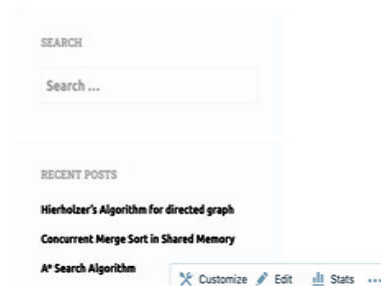 SEARCH
Search ...
RECENT POSTS
Hierholzer's Algorithm for directed graph
Concurrent Merge Sort in Shared Memory
A* Search Algorithm
Customize Edit Stats ...